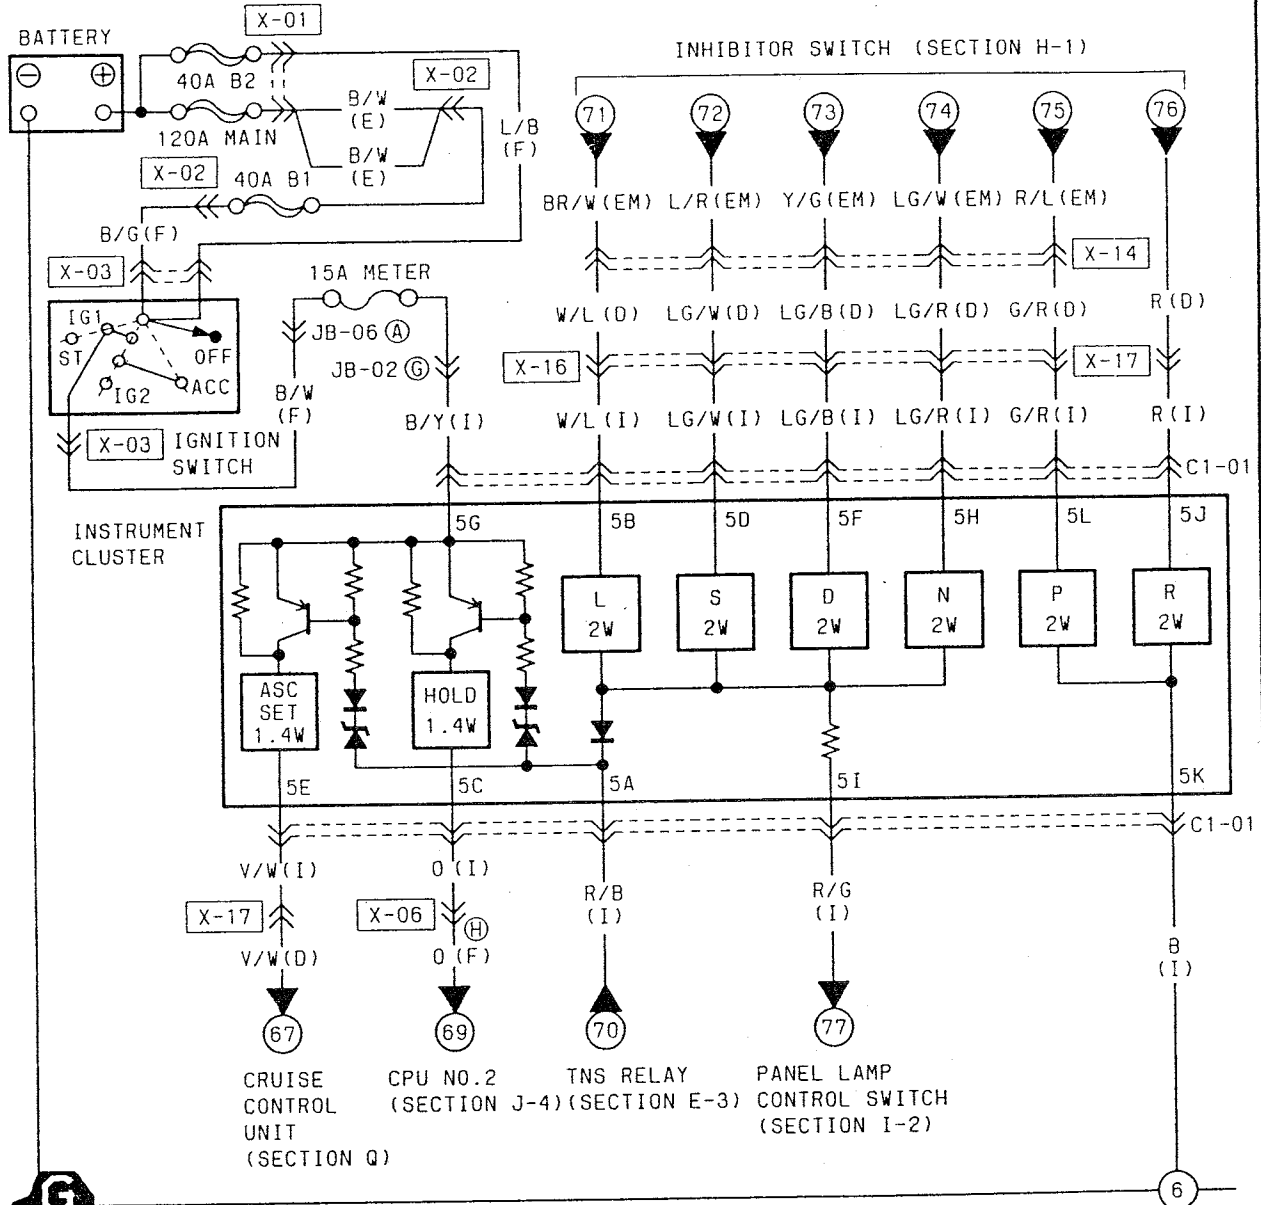 X-01
BATTERY
INHIBITOR SWITCH (SECTION H-1)
40A B2
X-02
B/W
(E)
L/B
(F)
71 72 73 74 75 76
120A MAIN
B/W
(E)
X-02
40A B1
BR/W(EM) L/R(EM) Y/G(EM) LG/W(EM) R/L(EM)
B/G(F)
X-03
15A METER
X-14
IG1
ST
OFF
IG2
ACC
JB-06 A
JB-02 G
W/L(D) LG/W(D) LG/B(D) LG/R(D) G/R(D) R(D)
X-16
X-17
B/W
(F)
B/Y(I)
W/L(I) LG/W(I) LG/B(I) LG/R(I) G/R(I) R(I)
X-03
IGNITION
SWITCH
C1-01
INSTRUMENT
CLUSTER
5G 5B 5D 5F 5H 5L 5J
L
2W
S
2W
D
2W
N
2W
P
2W
R
2W
ASC
SET
1.4W
HOLD
1.4W
5E 5C 5A 5I 5K
C1-01
V/W(I)
O(I)
R/B
(I)
R/G
(I)
X-17
X-06
H
V/W(D)
O(F)
B
(I)
67 69 70 77
CRUISE
CONTROL
UNIT
(SECTION Q)
CPU NO.2
(SECTION J-4)
TNS RELAY
(SECTION E-3)
PANEL LAMP
CONTROL SWITCH
(SECTION I-2)
G
6